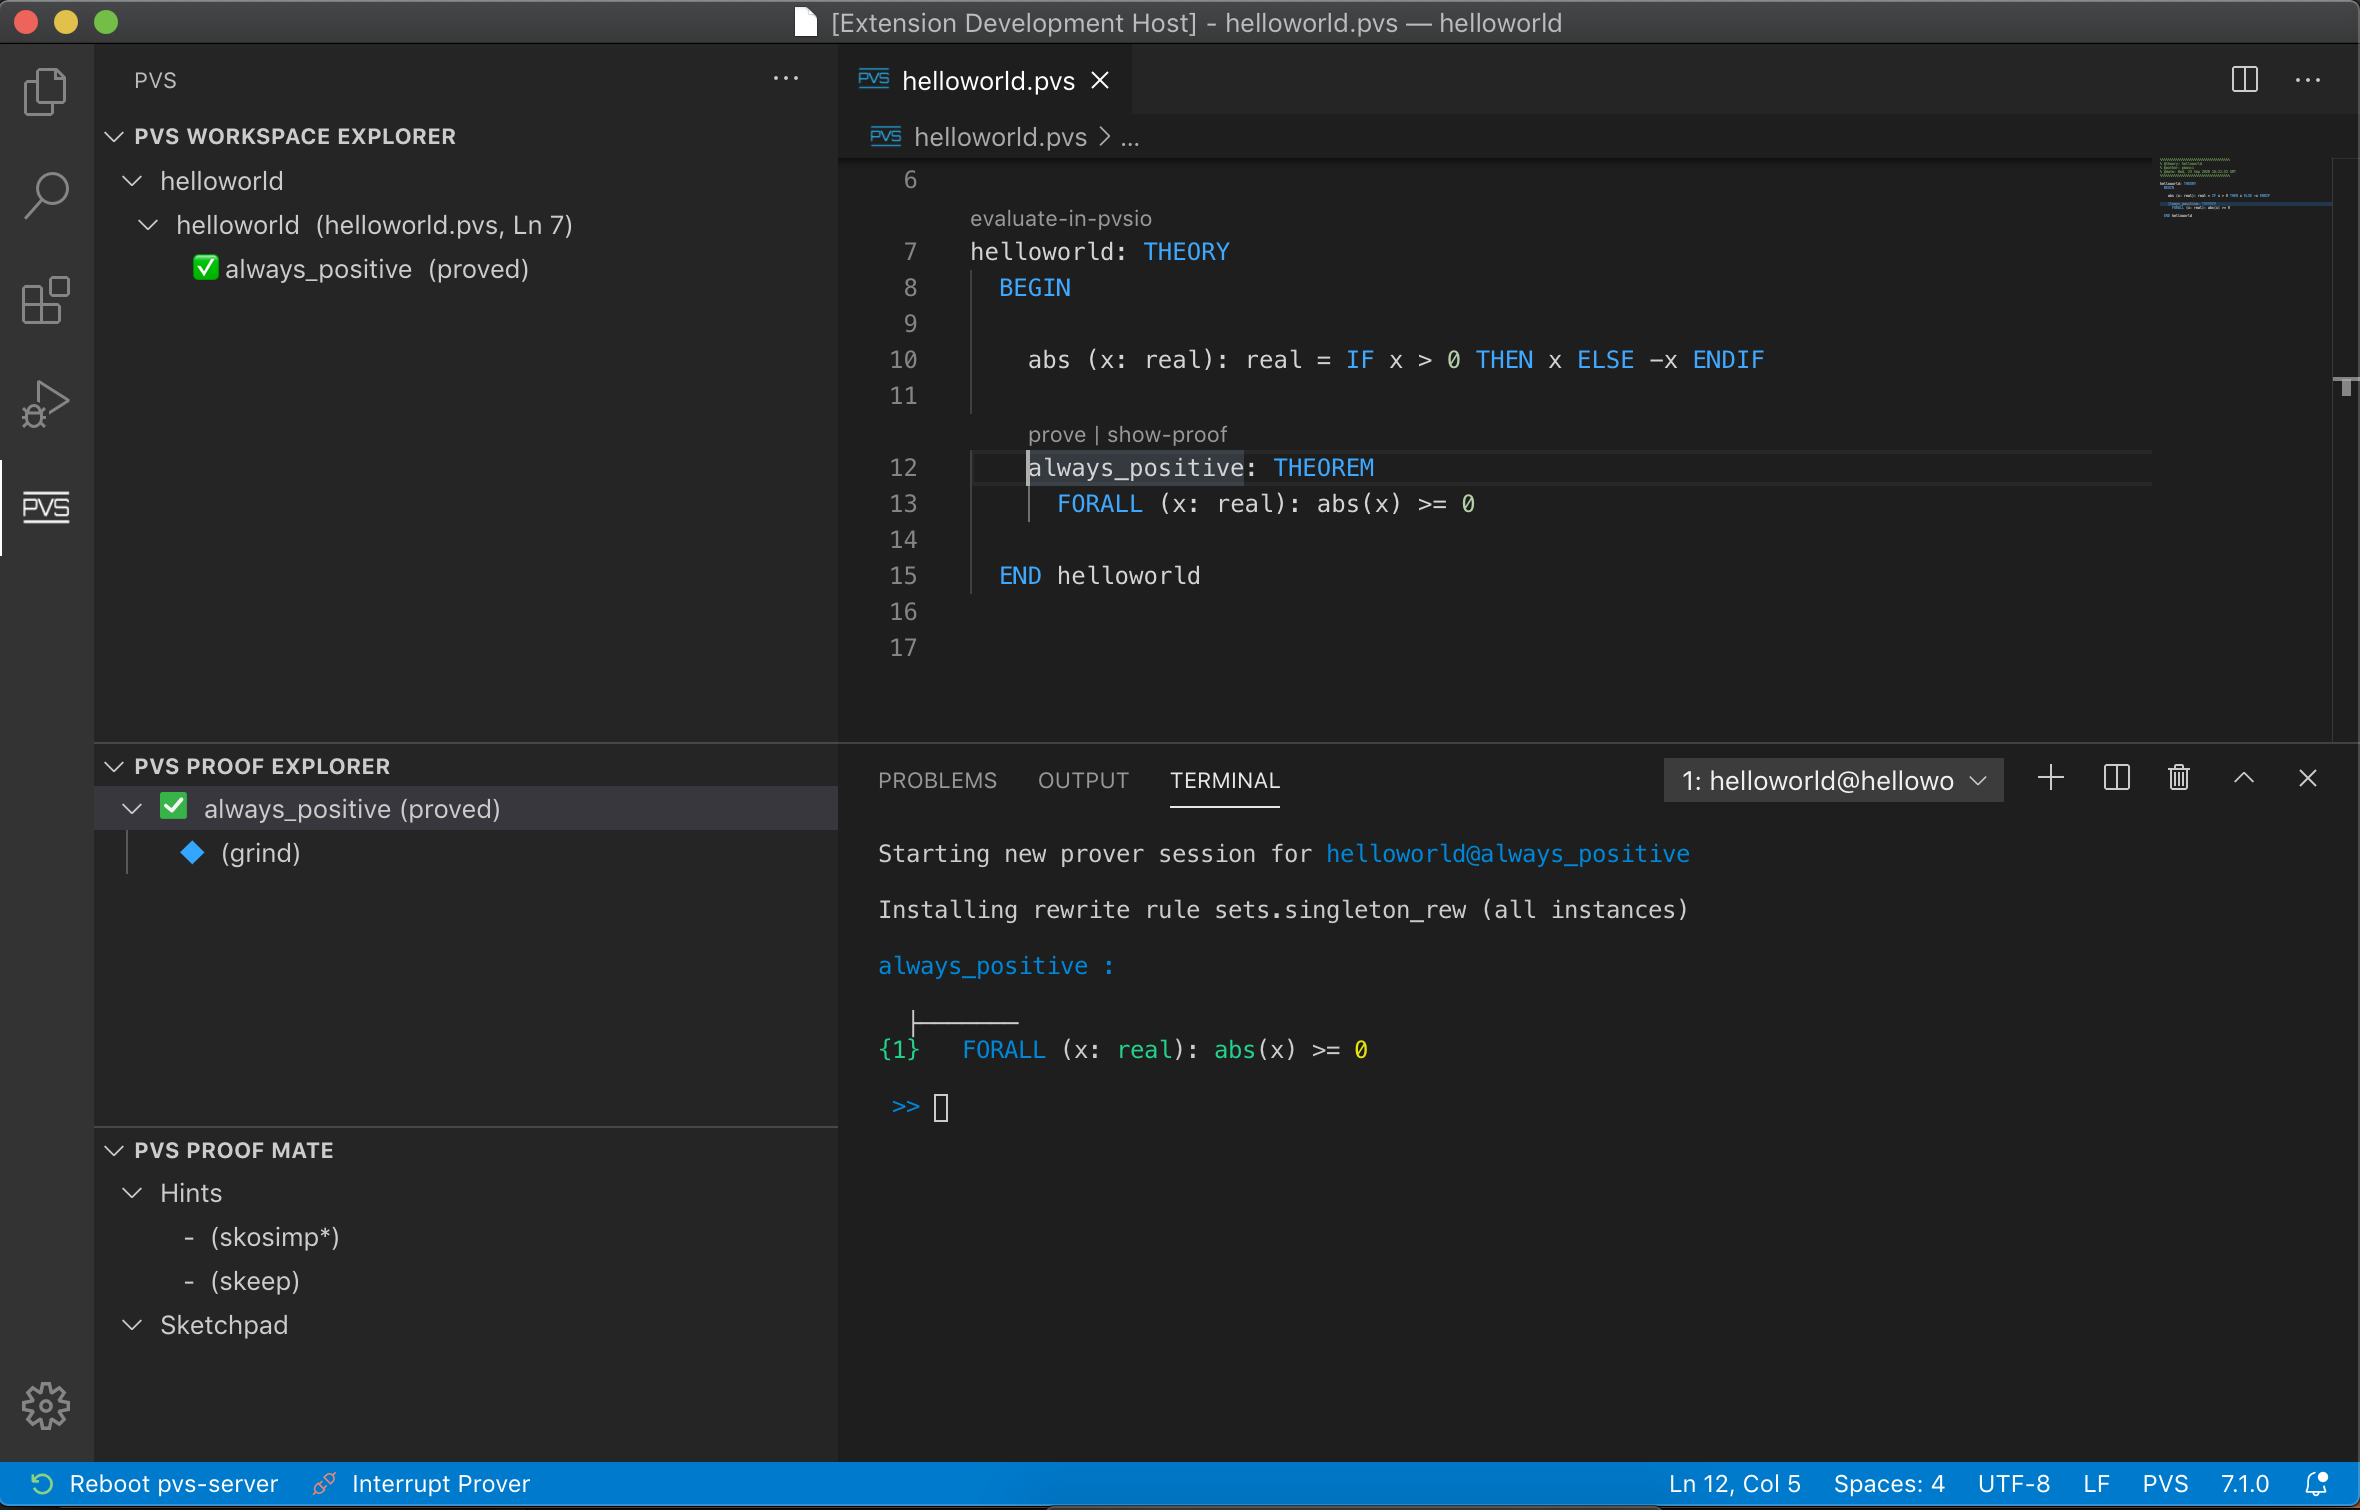 [Extension Development Host] - helloworld.pvs — helloworld
PVS
PVS WORKSPACE EXPLORER
helloworld
helloworld (helloworld.pvs, Ln 7)
always_positive (proved)
PVS PROOF EXPLORER
always_positive (proved)
(grind)
PVS PROOF MATE
Hints
- (skosimp*)
- (skeep)
Sketchpad
PVS helloworld.pvs
PVS helloworld.pvs > ...
6
evaluate-in-pvsio
7 helloworld: THEORY
8 BEGIN
9
10 abs (x: real): real = IF x > 0 THEN x ELSE -x ENDIF
11
prove | show-proof
12 always_positive: THEOREM
13 FORALL (x: real): abs(x) >= 0
14
15 END helloworld
16
17
PROBLEMS OUTPUT TERMINAL 1: helloworld@hellowo
Starting new prover session for helloworld@always_positive
Installing rewrite rule sets.singleton_rew (all instances)
always_positive :
├───────
{1} FORALL (x: real): abs(x) >= 0
>>
PVS
Reboot pvs-server Interrupt Prover Ln 12, Col 5 Spaces: 4 UTF-8 LF PVS 7.1.0